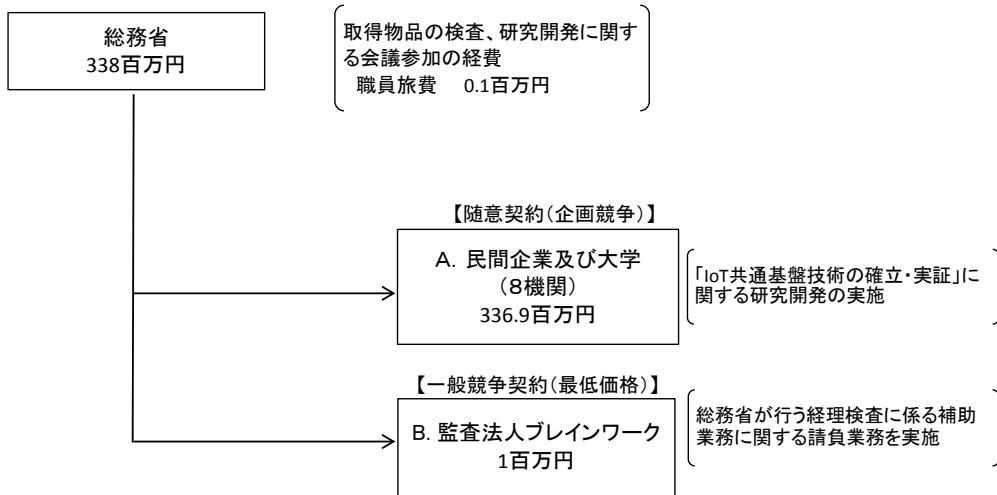 総務省
338百万円
取得物品の検査、研究開発に関す
る会議参加の経費
職員旅費　0.1百万円
【随意契約(企画競争)】
A. 民間企業及び大学
(8機関)
336.9百万円
「IoT共通基盤技術の確立・実証」に
関する研究開発の実施
【一般競争契約(最低価格)】
B. 監査法人ブレインワーク
1百万円
総務省が行う経理検査に係る補助
業務に関する請負業務を実施